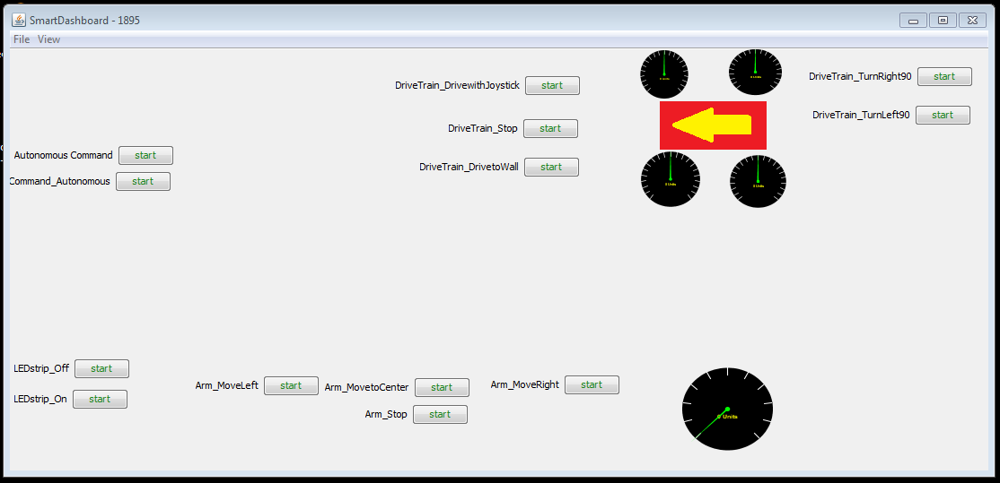 SmartDashboard - 1895
File View
DriveTrain_DrivewithJoystick start
0 Units
0 Units
DriveTrain_TurnRight90 start
DriveTrain_Stop start
DriveTrain_TurnLeft90 start
Autonomous Command start
DriveTrain_DrivetoWall start
Command_Autonomous start
0 Units
0 Units
LEDstrip_Off start
Arm_MoveLeft start
Arm_MovetoCenter start
Arm_MoveRight start
LEDstrip_On start
Arm_Stop start
0 Units